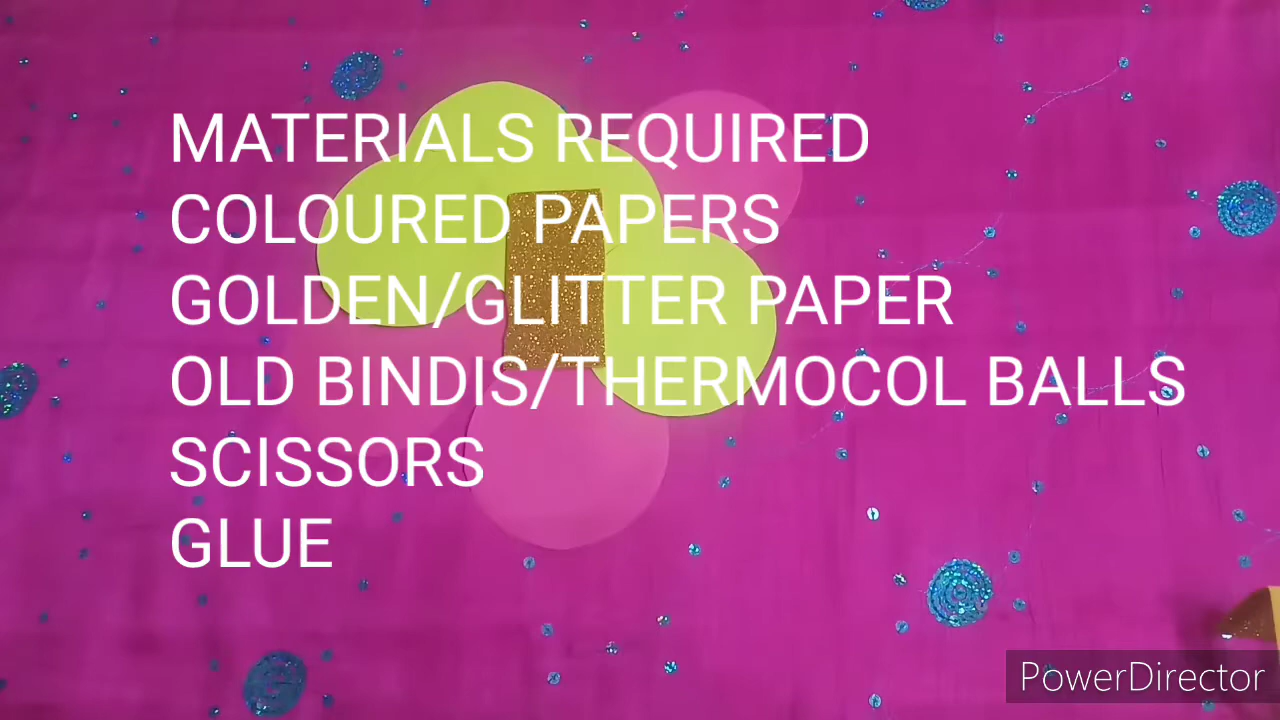 MATERIALS REQUIRED
COLOURED PAPERS
GOLDEN/GLITTER PAPER
OLD BINDIS/THERMOCOL BALLS
SCISSORS
GLUE
PowerDirector